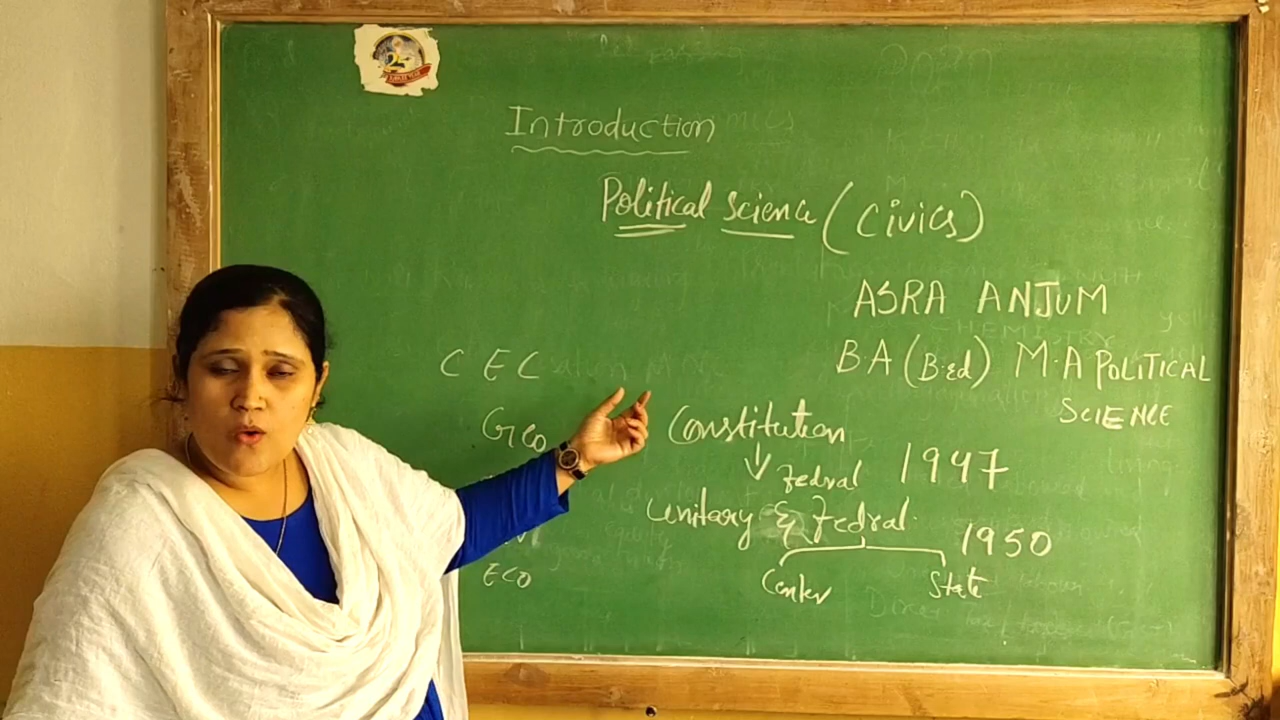 Introduction
Political science (Civics)
ASRA ANJUM
BA (B.ed) M.A POLITICAL
SCIENCE
C E C
Geo
ECO
Constitution
Fedral 1947
Unitary & Fedral. 1950
Center State